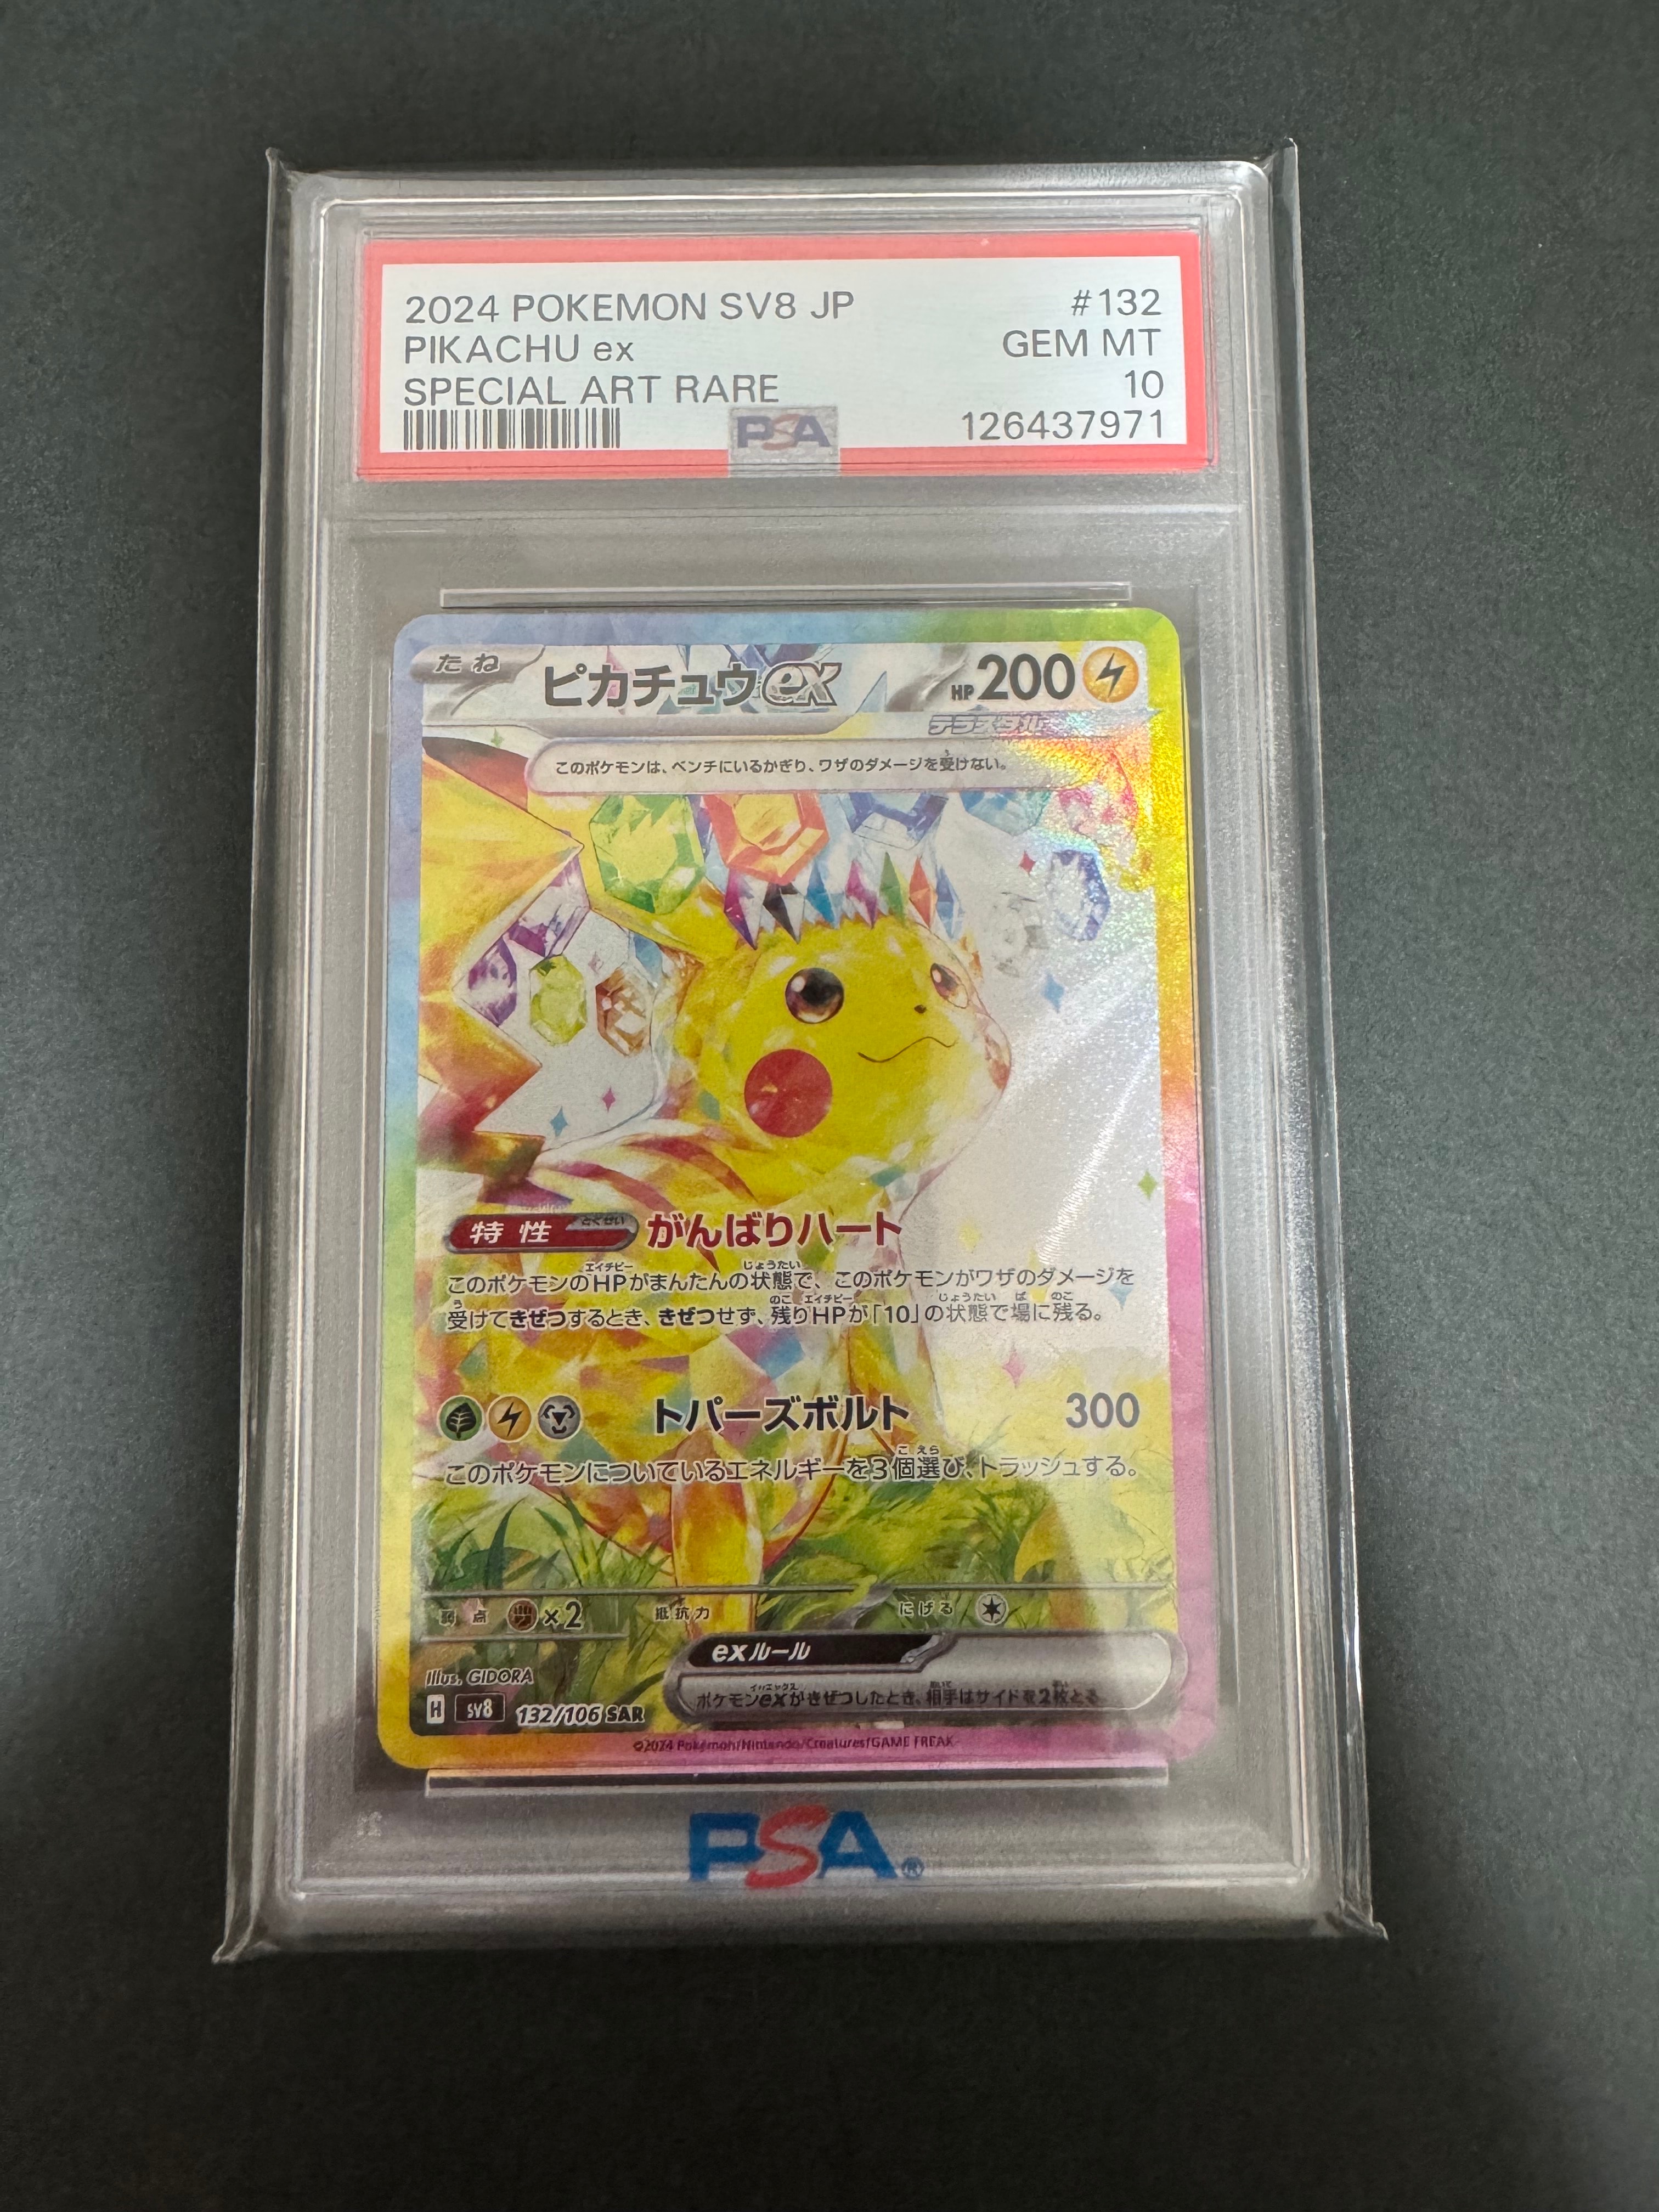 2024 POKEMON SV8 JP #132
PIKACHU ex GEM MT
SPECIAL ART RARE 10
PSA 126437971
たね ピカチュウex HP200
テラスタル
このポケモンは、ベンチにいるかぎり、ワザのダメージを受けない。
特性 とくせい がんばりハート
このポケモンのHPがまんたんの状態で、このポケモンがワザのダメージを
受けてきぜつするとき、きぜつせず、残りHPが「10」の状態で場に残る。
トパーズボルト 300
このポケモンについているエネルギーを3個選び、トラッシュする。
弱点 ×2 抵抗力 にげる
exルール
ポケモンexがきぜつしたとき、相手はサイドを2枚とる。
Illus. GIDORA
H sv8 132/106 SAR
©2024 Pokémon/Nintendo/Creatures/GAME FREAK
PSA®